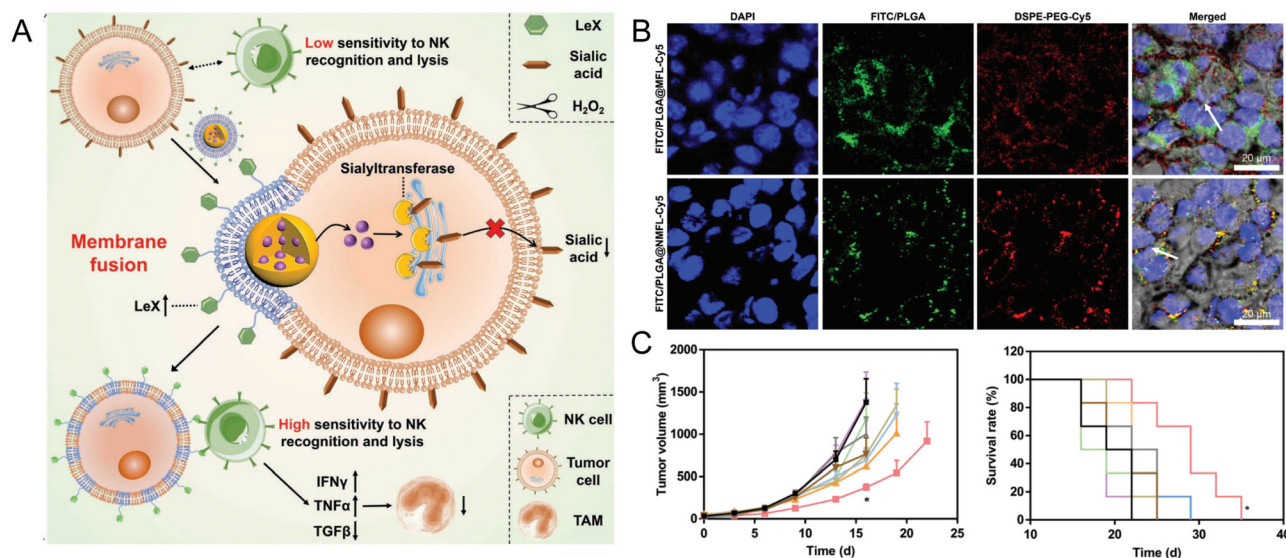 A
Low sensitivity to NK
recognition and lysis
LeX
Sialic
acid
H2O2
Sialyltransferase
Membrane
fusion
Sialic
acid
LeX
High sensitivity to NK
recognition and lysis
IFNγ
TNFα
TGFβ
NK cell
Tumor
cell
TAM
B
DAPI
FITC/PLGA
DSPE-PEG-Cy5
Merged
FITC/PLGA@MFL-Cy5
20 μm
FITC/PLGA@NMFL-Cy5
20 μm
C
Tumor volume (mm³)
2000
1500
1000
500
0
0 5 10 15 20 25
Time (d)
*
Survival rate (%)
120
100
80
60
40
20
0
10 20 30 40
Time (d)
*